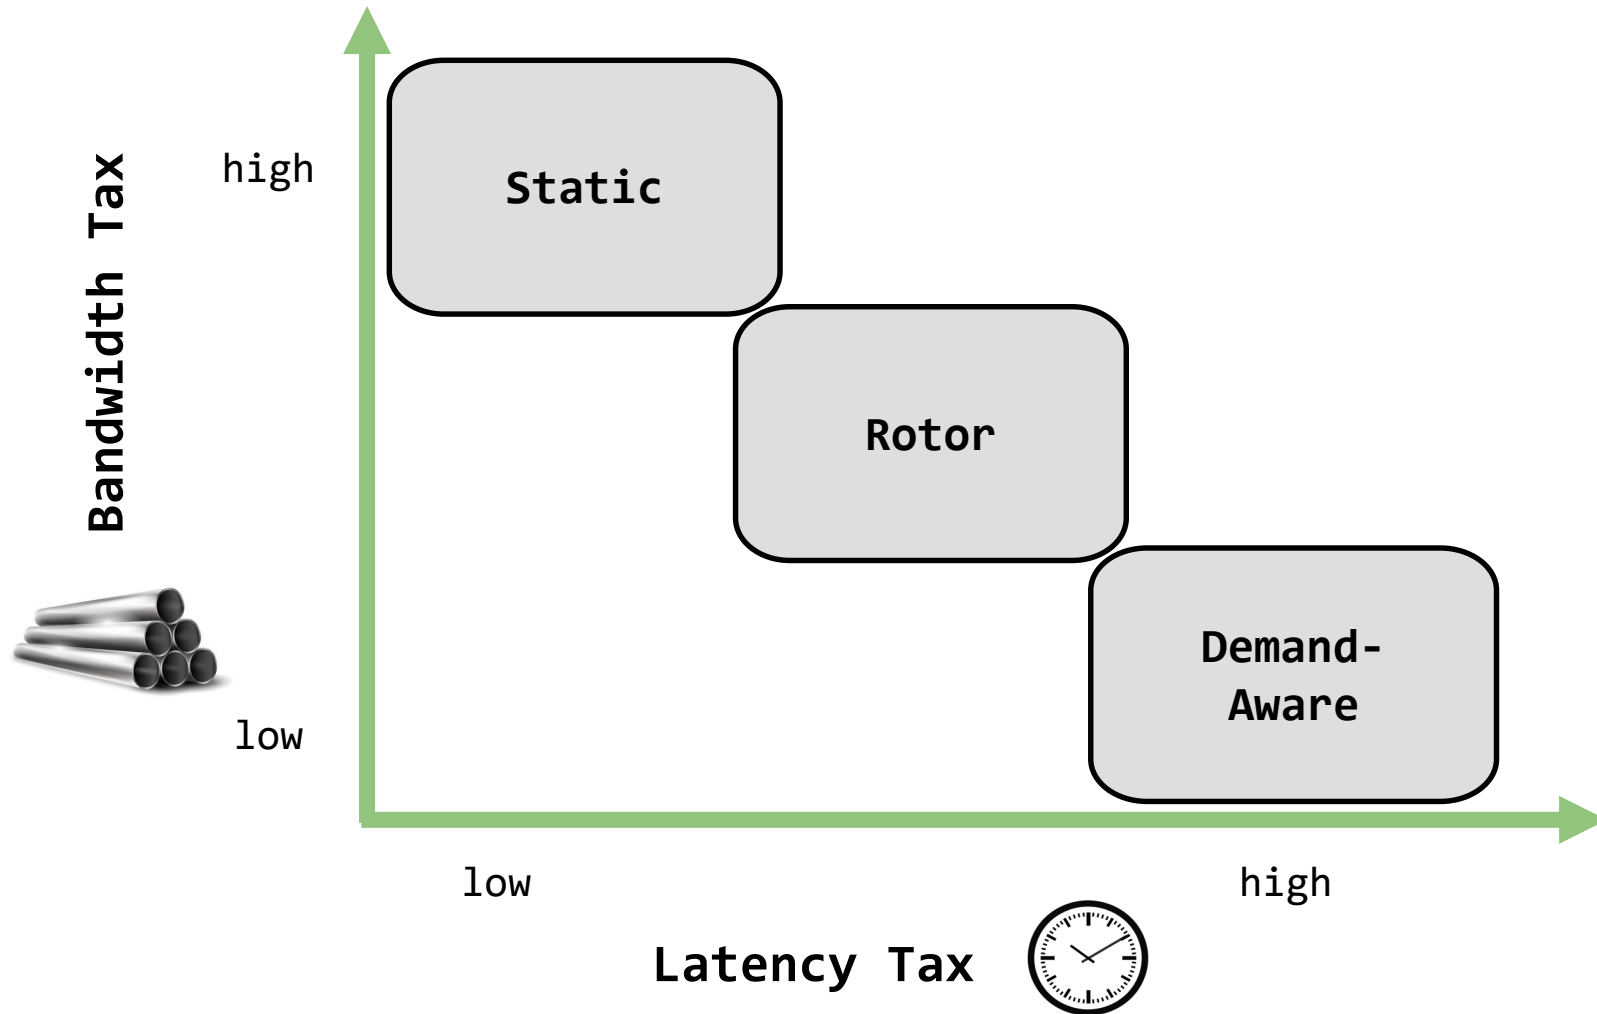 high
Static
Bandwidth Tax
Rotor
Demand-
Aware
low
low
high
Latency Tax